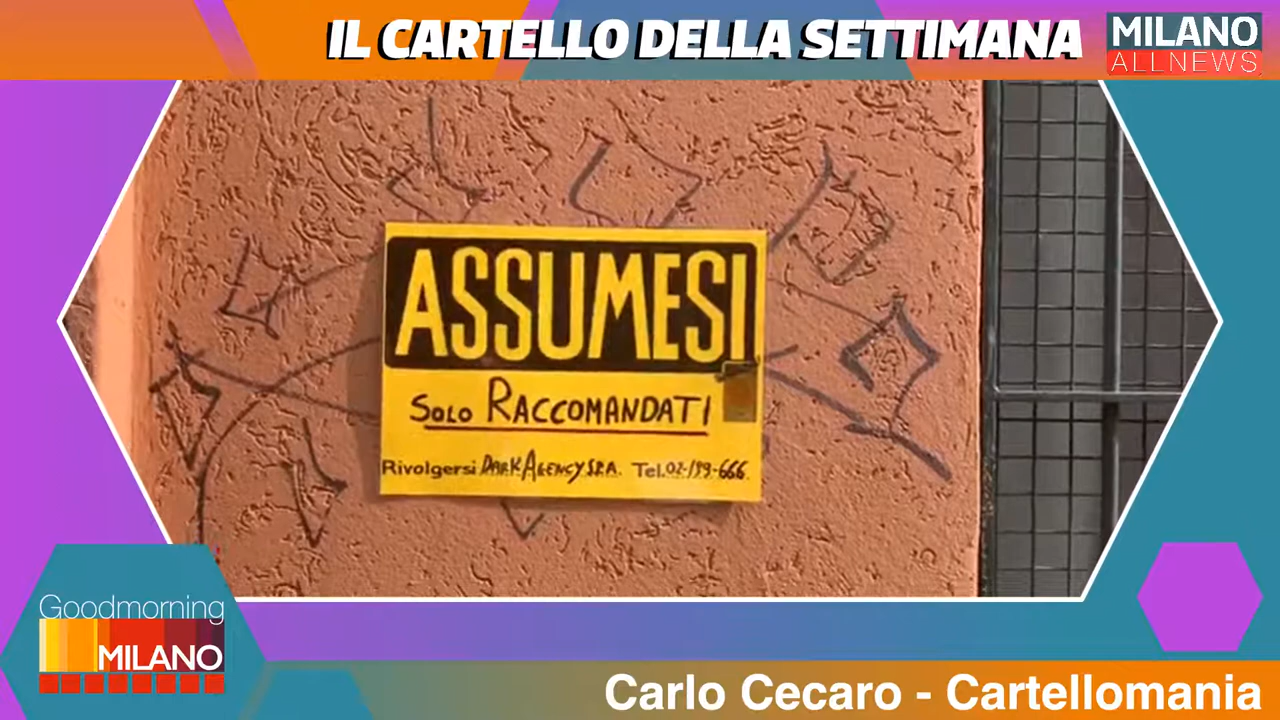 IL CARTELLO DELLA SETTIMANA
MILANO
ALLNEWS
ASSUMESI
SOLO RACCOMANDATI
Rivolgersi DARK AGENCY S.P.A. Tel. 02-199-666
Goodmorning
MILANO
Carlo Cecaro - Cartellomania